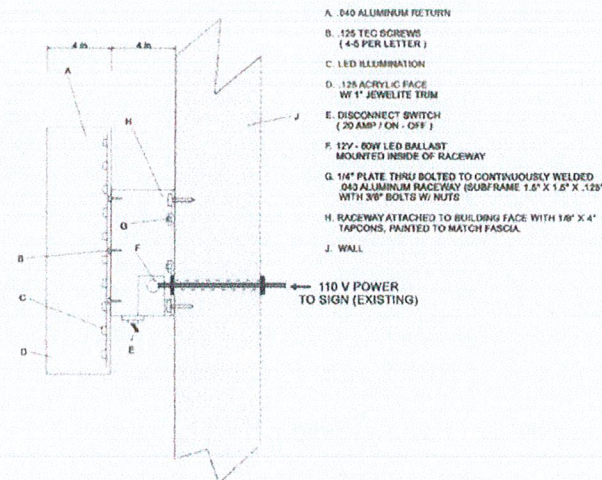 A. .040 ALUMINUM RETURN
B. .125 TEC SCREWS
( 4-5 PER LETTER )
C. LED ILLUMINATION
D. .125 ACRYLIC FACE
W/ 1" JEWELITE TRIM
E. DISCONNECT SWITCH
( 20 AMP / ON - OFF )
F. 12V - 60W LED BALLAST
MOUNTED INSIDE OF RACEWAY
G. 1/4" PLATE THRU BOLTED TO CONTINUOUSLY WELDED
.040 ALUMINUM RACEWAY (SUBFRAME 1.5" X 1.5" X .125"
WITH 3/8" BOLTS W/ NUTS
H. RACEWAY ATTACHED TO BUILDING FACE WITH 1/8" X 4"
TAPCONS, PAINTED TO MATCH FASCIA.
J. WALL
4 in
4 in
A
H
J
G
F
B
C
D
E
110 V POWER
TO SIGN (EXISTING)